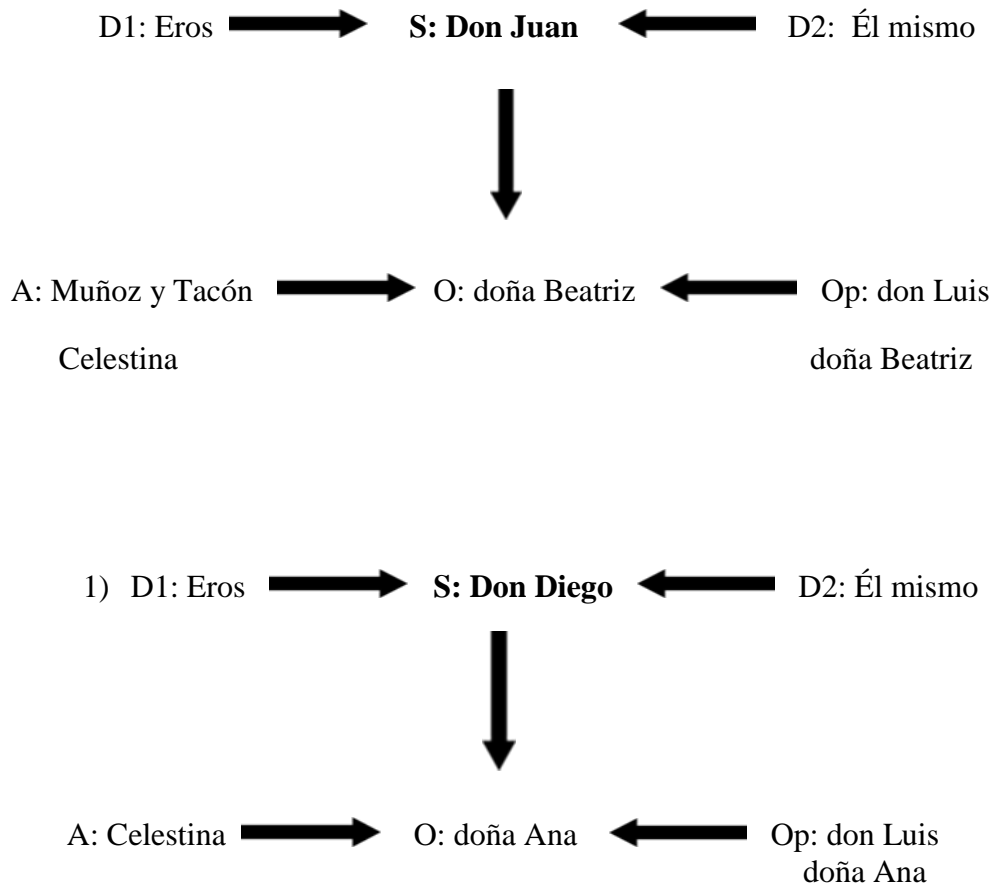 D1: Eros S: Don Juan D2: Él mismo
A: Muñoz y Tacón O: doña Beatriz Op: don Luis
Celestina doña Beatriz
1) D1: Eros S: Don Diego D2: Él mismo
A: Celestina O: doña Ana Op: don Luis
doña Ana